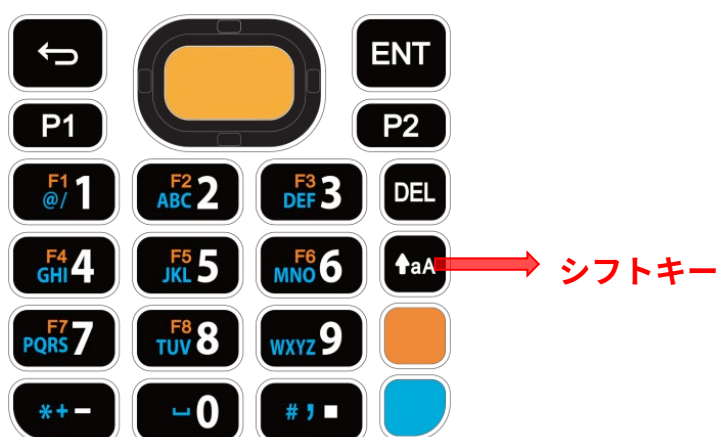 ENT
P1 P2
F1 @/ 1 F2 ABC 2 F3 DEF 3 DEL
F4 GHI 4 F5 JKL 5 F6 MNO 6 aA シフトキー
F7 PQRS 7 F8 TUV 8 WXYZ 9
*+- ⎵0 #,■